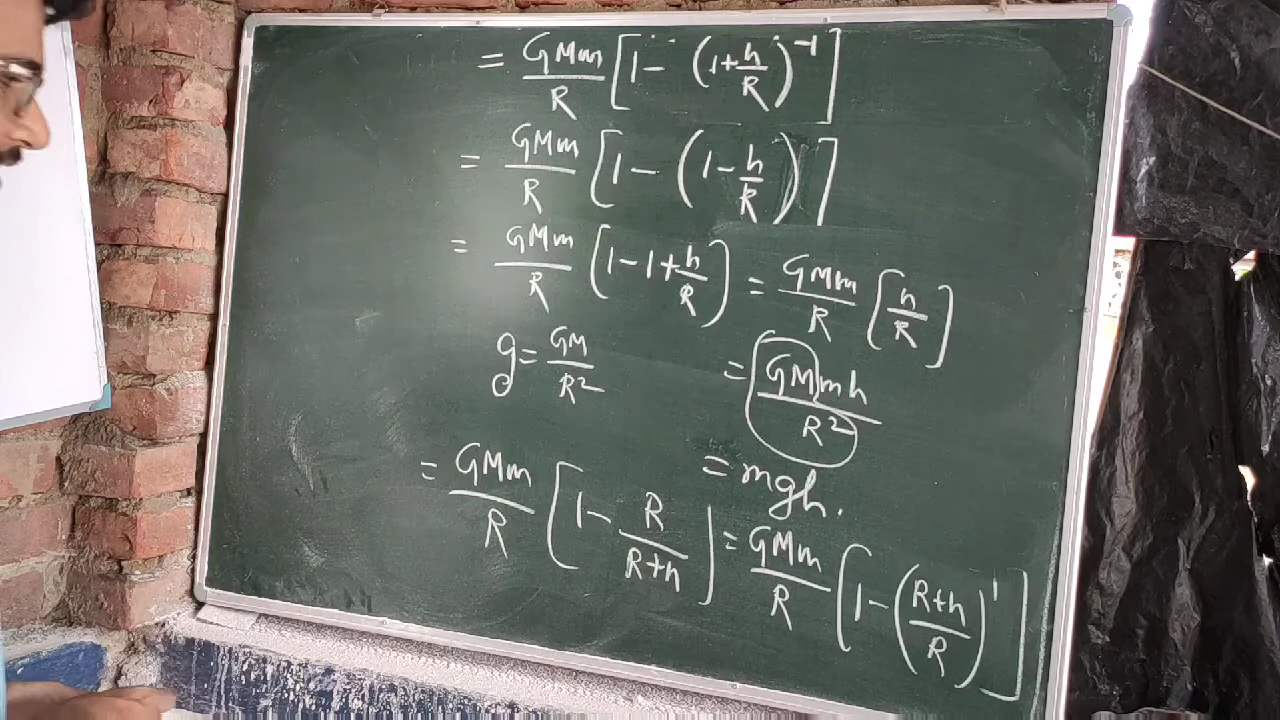 = GMm/R [1 - (1+h/R)^-1]
= GMm/R [1 - (1-h/R)]
= GMm/R (1-1+h/R) = GMm/R [h/R]
g = GM/R²
= GMmh/R²
= mgh.
= GMm/R [1 - R/(R+h)] = GMm/R [1 - ((R+h)/R)^1]